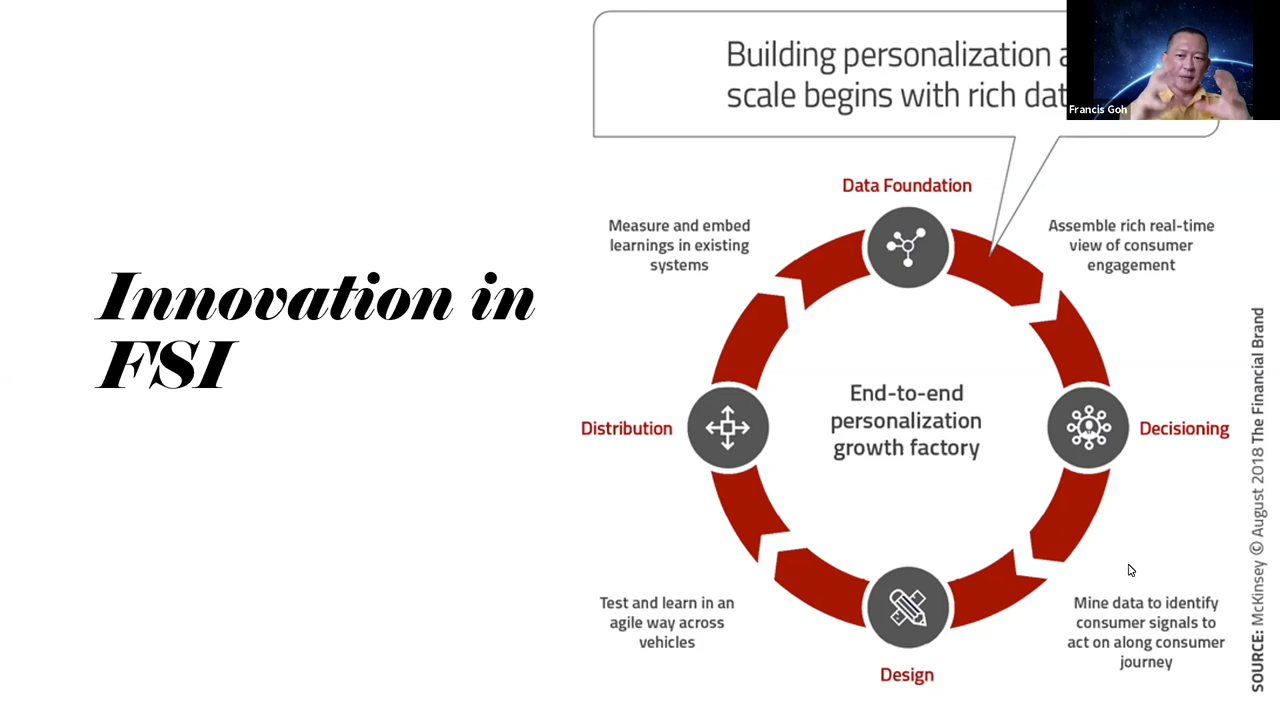 Innovation in
FSI
Building personalization
scale begins with rich
Francis Goh
Data Foundation
Measure and embed
learnings in existing
systems
Assemble rich real-time
view of consumer
engagement
End-to-end
personalization
growth factory
Distribution
Decisioning
Test and learn in an
agile way across
vehicles
Mine data to identify
consumer signals to
act on along consumer
journey
Design
SOURCE: McKinsey © August 2018 The Financial Brand